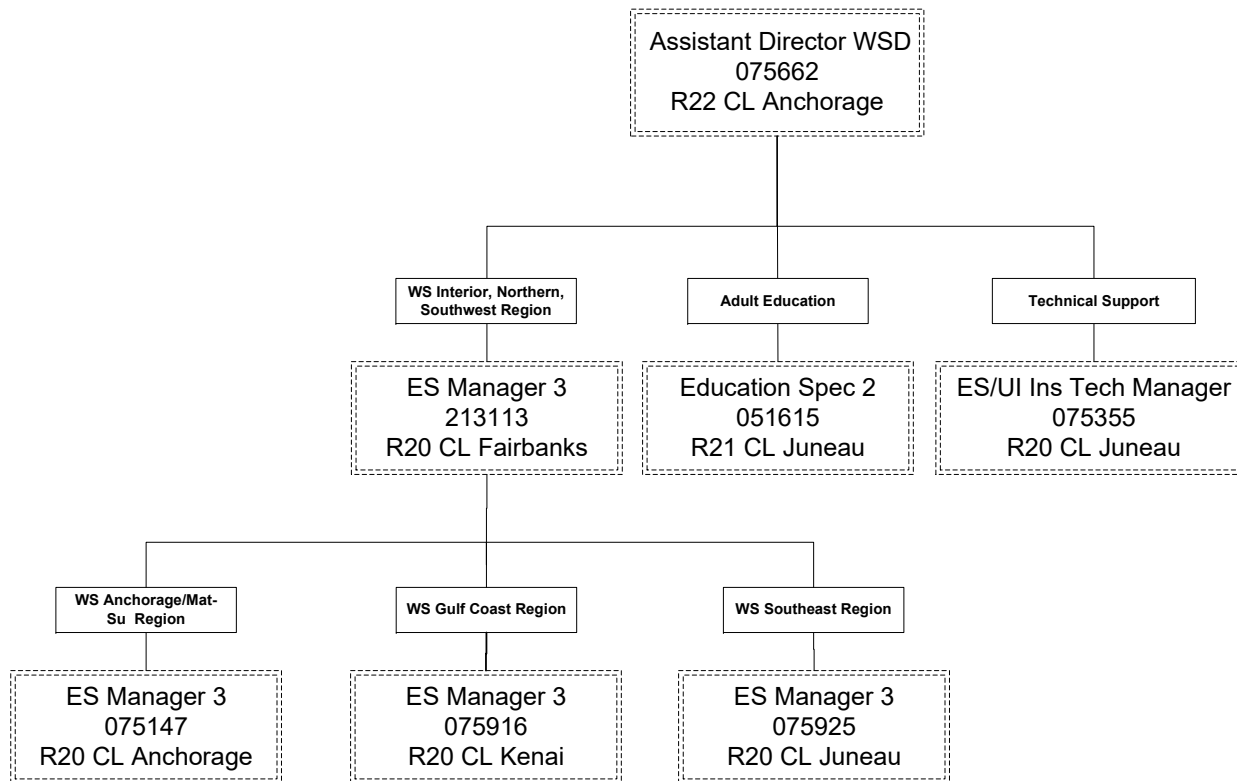 Assistant Director WSD
075662
R22 CL Anchorage
WS Interior, Northern,
Southwest Region
Adult Education
Technical Support
ES Manager 3
213113
R20 CL Fairbanks
Education Spec 2
051615
R21 CL Juneau
ES/UI Ins Tech Manager
075355
R20 CL Juneau
WS Anchorage/Mat-
Su Region
WS Gulf Coast Region
WS Southeast Region
ES Manager 3
075147
R20 CL Anchorage
ES Manager 3
075916
R20 CL Kenai
ES Manager 3
075925
R20 CL Juneau